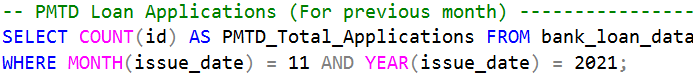 -- PMTD Loan Applications (For previous month) ----------------
SELECT COUNT(id) AS PMTD_Total_Applications FROM bank_loan_data
WHERE MONTH(issue_date) = 11 AND YEAR(issue_date) = 2021;